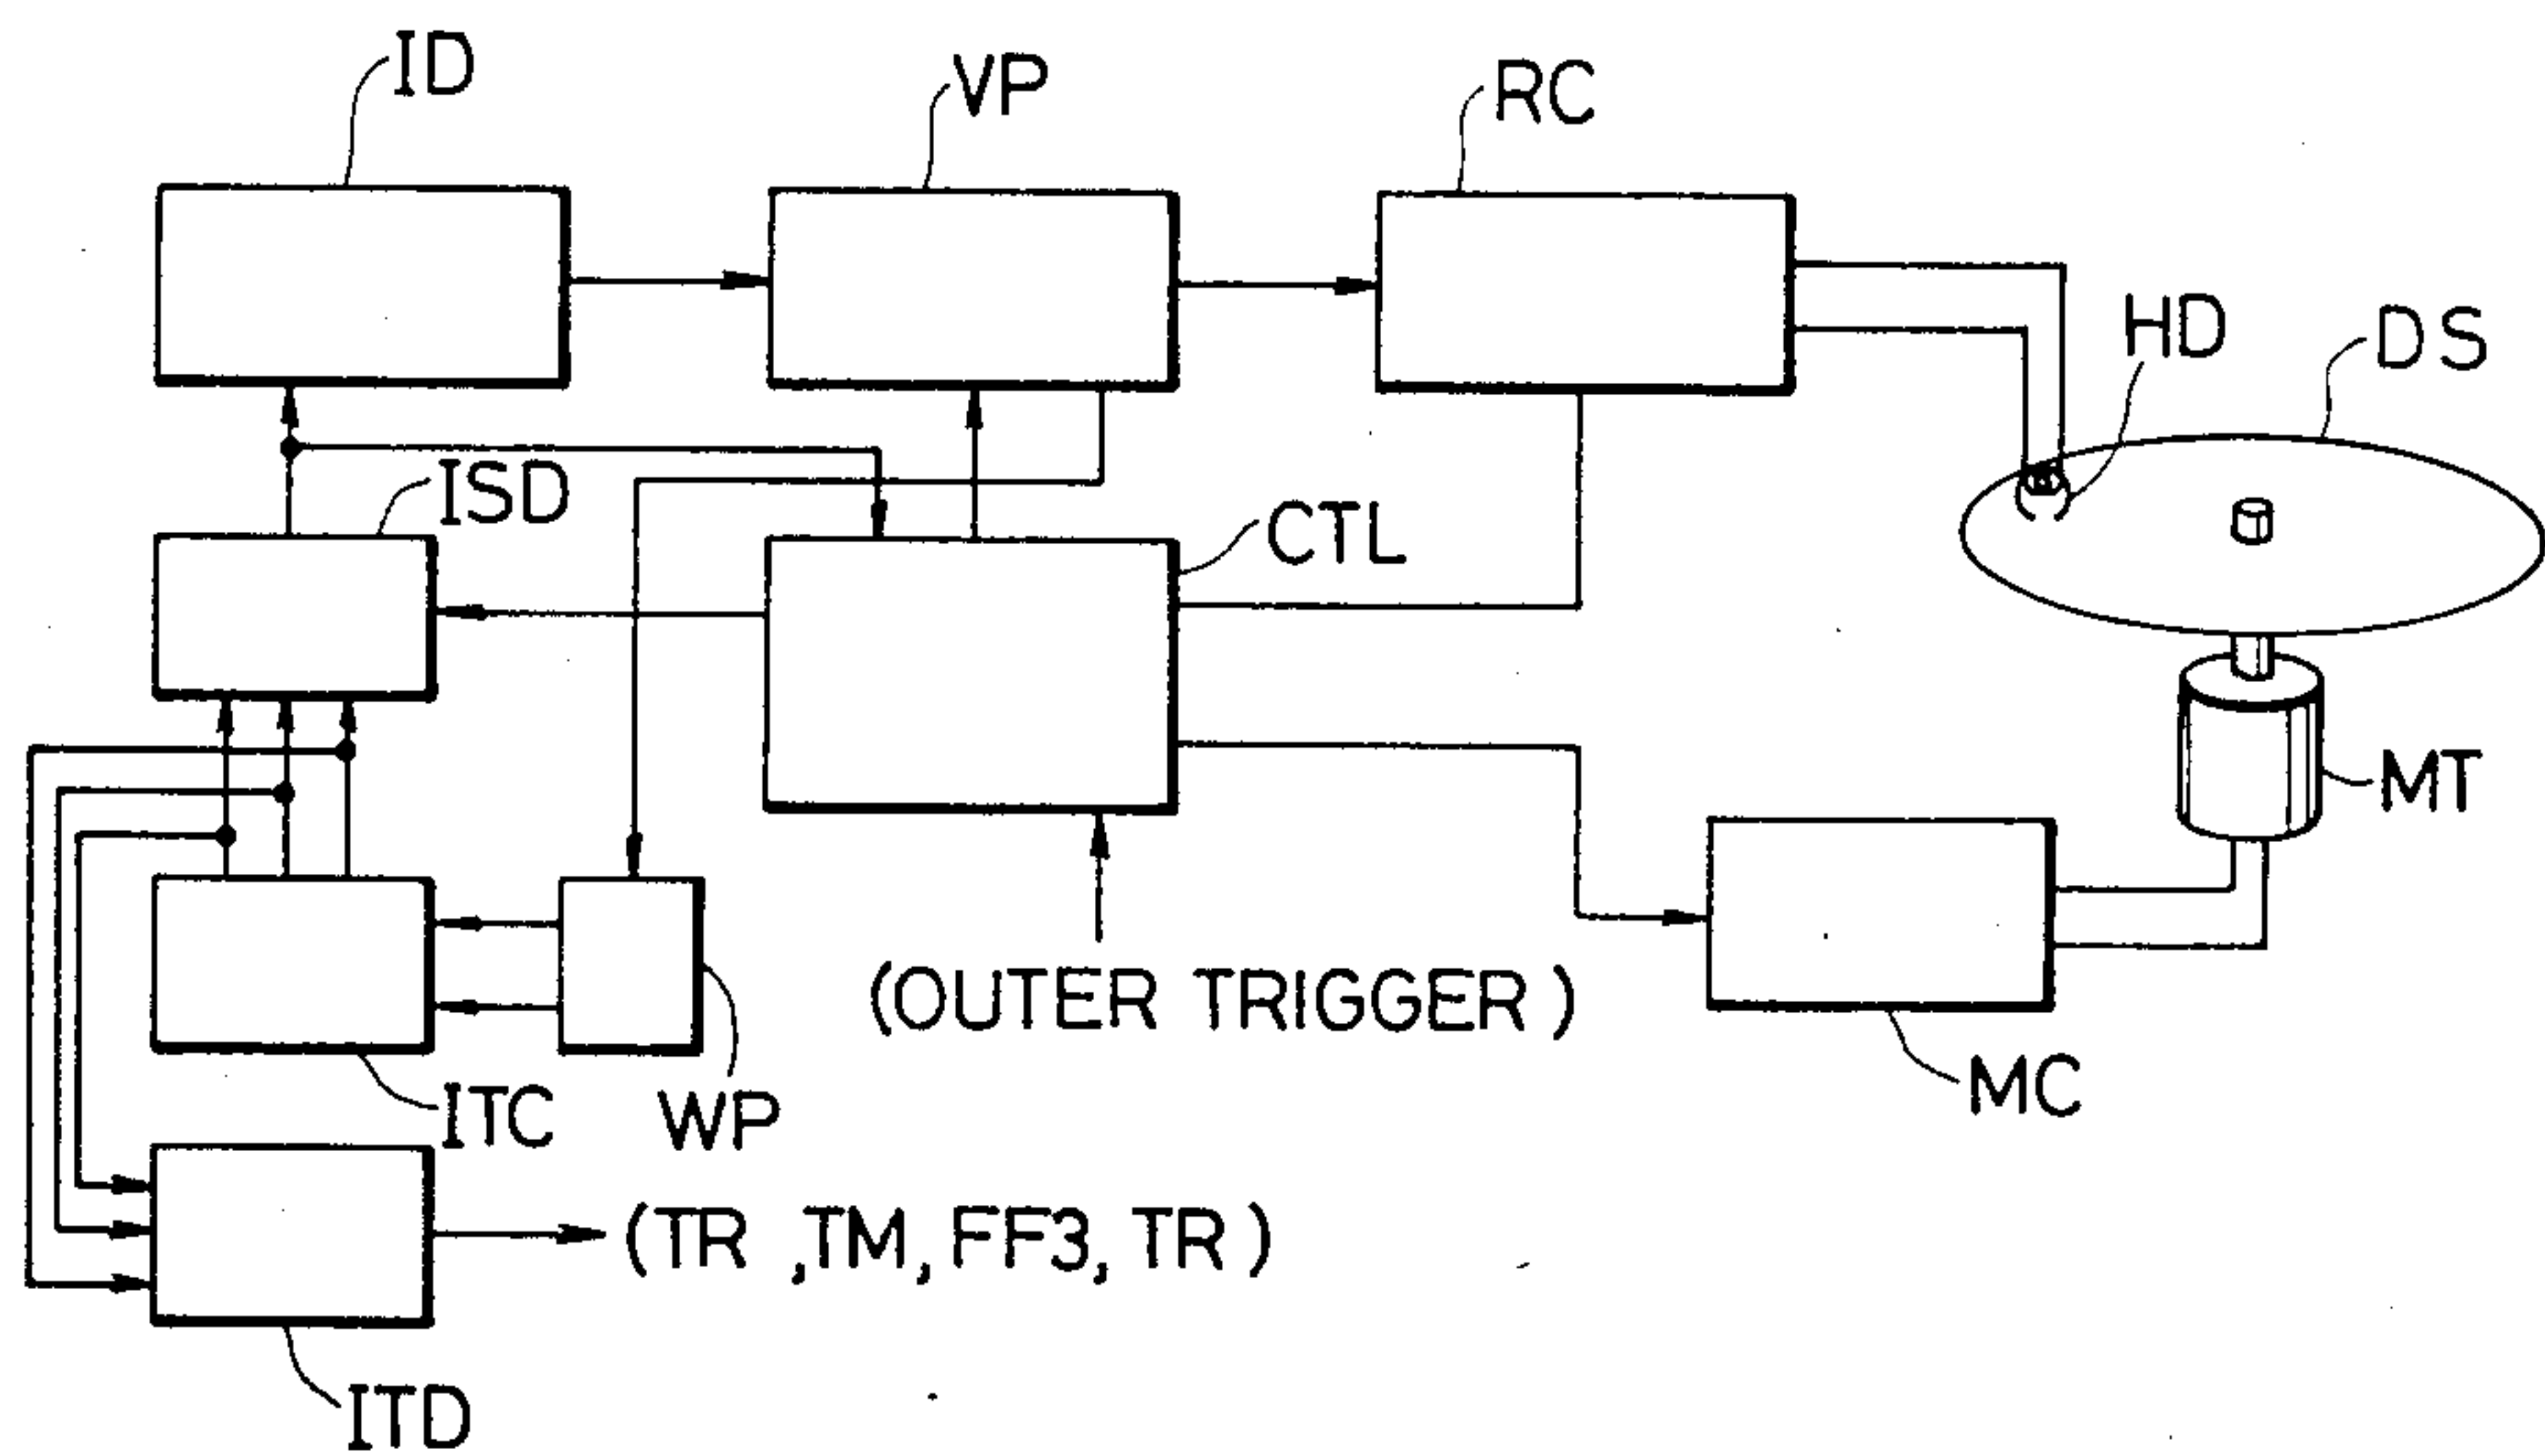 ID
VP
RC
HD
DS
ISD
CTL
MT
(OUTER TRIGGER)
MC
ITC
WP
(TR ,TM, FF3, TR)
ITD